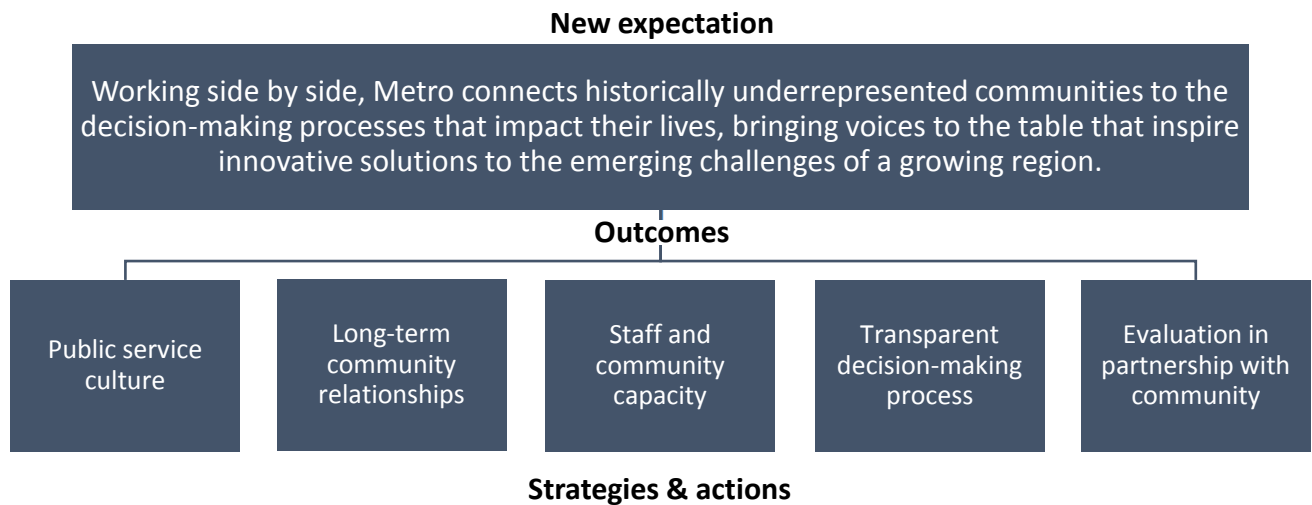 New expectation
Working side by side, Metro connects historically underrepresented communities to the
decision-making processes that impact their lives, bringing voices to the table that inspire
innovative solutions to the emerging challenges of a growing region.
Outcomes
Public service
culture
Long-term
community
relationships
Staff and
community
capacity
Transparent
decision-making
process
Evaluation in
partnership with
community
Strategies & actions